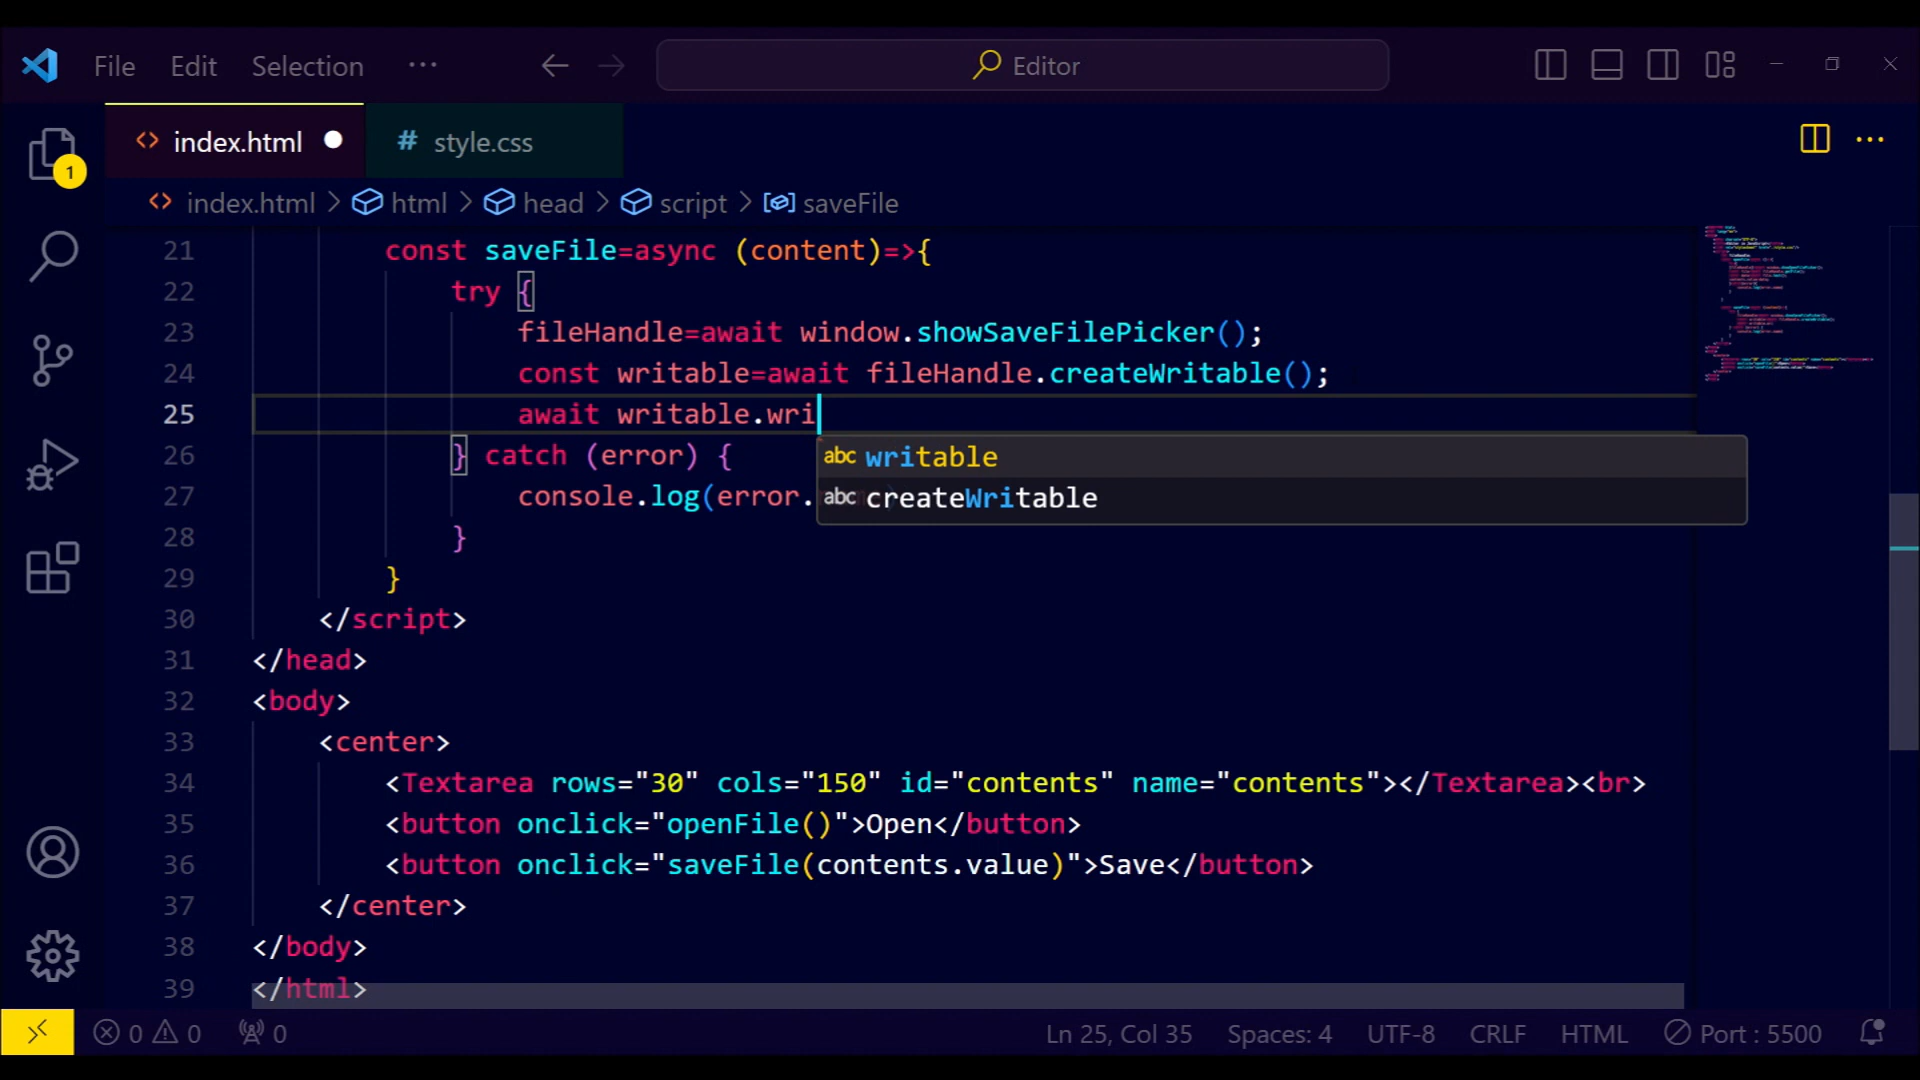 File Edit Selection ··· Editor
index.html style.css
1
index.html > html > head > script > saveFile
21 const saveFile=async (content)=>{
22 try {
23 fileHandle=await window.showSaveFilePicker();
24 const writable=await fileHandle.createWritable();
25 await writable.wri
26 } catch (error) {
abc writable
27 console.log(error.
abc createWritable
28 }
29 }
30 </script>
31 </head>
32 <body>
33 <center>
34 <Textarea rows="30" cols="150" id="contents" name="contents"></Textarea><br>
35 <button onclick="openFile()">Open</button>
36 <button onclick="saveFile(contents.value)">Save</button>
37 </center>
38 </body>
39 </html>
0 0 0 Ln 25, Col 35 Spaces: 4 UTF-8 CRLF HTML Port : 5500